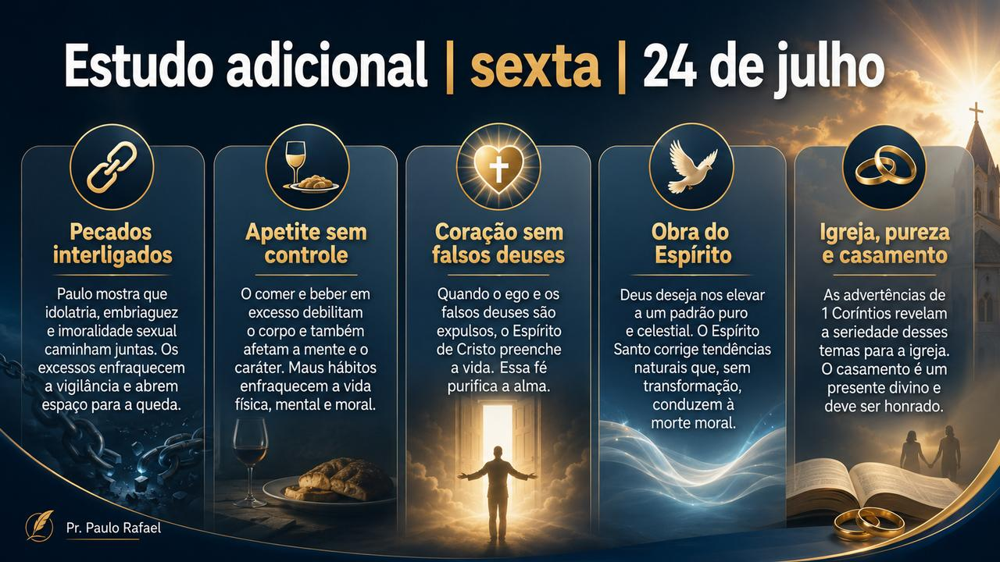 Estudo adicional | sexta | 24 de julho
Pecados
interligados
Paulo mostra que
idolatria, embriaguez
e imoralidade sexual
caminham juntas. Os
excessos enfraquecem
a vigilância e abrem
espaço para a queda.
Apetite sem
controle
O comer e beber em
excesso debilitam
o corpo e também
afetam a mente e o
caráter. Maus hábitos
enfraquecem a vida
física, mental e moral.
Coração sem
falsos deuses
Quando o ego e os
falsos deuses são
expulsos, o Espírito
de Cristo preenche
a vida. Essa fé
purifica a alma.
Obra do
Espírito
Deus deseja nos elevar
a um padrão puro
e celestial. O Espírito
Santo corrige tendências
naturais que, sem
transformação,
conduzem à
morte moral.
Igreja, pureza
e casamento
As advertências de
1 Coríntios revelam
a seriedade desses
temas para a igreja.
O casamento é um
presente divino e
deve ser honrado.
Pr. Paulo Rafael